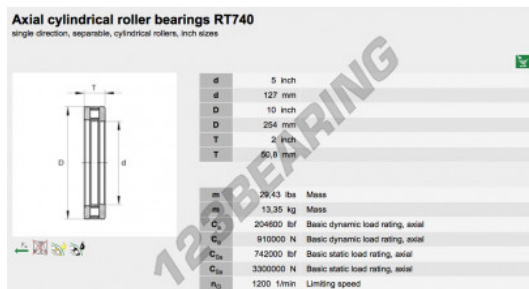 Axial cylindrical roller bearings RT740
single direction, separable, cylindrical rollers, inch sizes
T
D
d
d 5 inch
d 127 mm
D 10 inch
D 254 mm
T 2 inch
T 50,8 mm
m 29,43 lbs Mass
m 13,35 kg Mass
Ca 204600 lbf Basic dynamic load rating, axial
Ca 910000 N Basic dynamic load rating, axial
C0a 742000 lbf Basic static load rating, axial
C0a 3300000 N Basic static load rating, axial
nG 1200 1/min Limiting speed
123BEARING